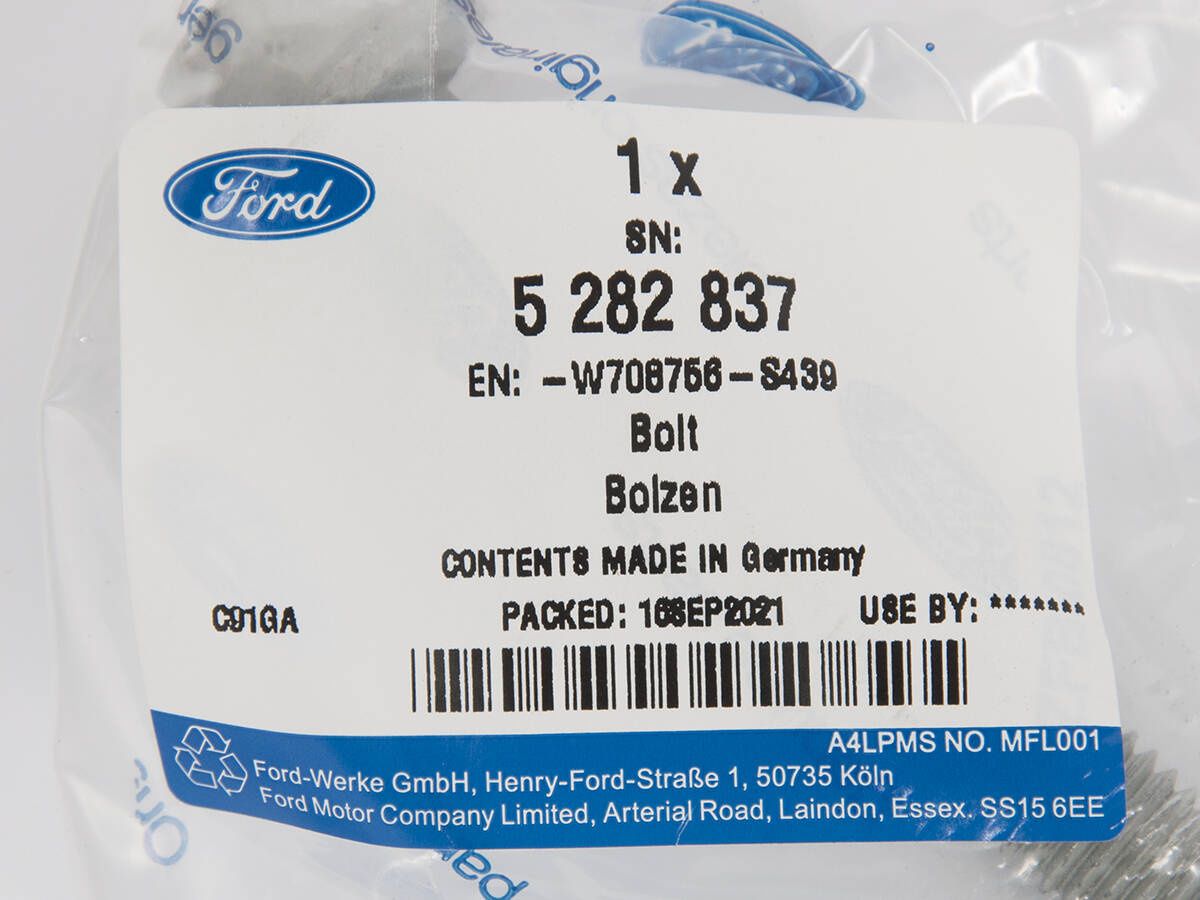 Ford
1 x
SN:
5 282 837
EN: -W708756-S439
Bolt
Bolzen
CONTENTS MADE IN Germany
C91GA PACKED: 16SEP2021 USE BY: *******
A4LPMS NO. MFL001
Ford-Werke GmbH, Henry-Ford-Straße 1, 50735 Köln
Ford Motor Company Limited, Arterial Road, Laindon, Essex. SS15 6EE